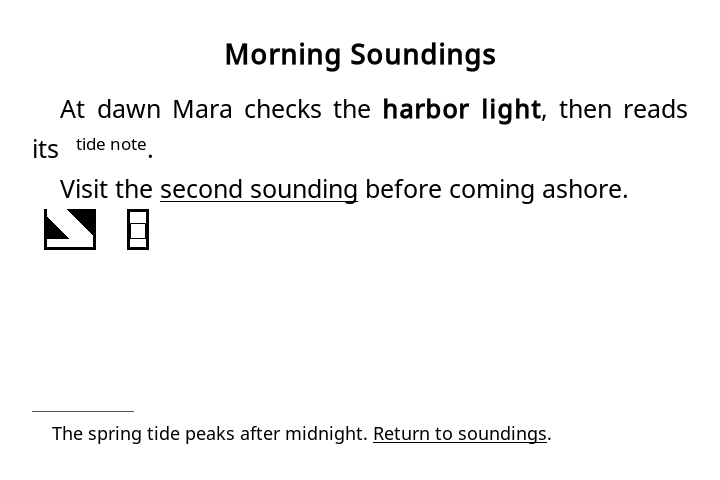 Morning Soundings
At dawn Mara checks the harbor light, then reads
its tide note.
Visit the second sounding before coming ashore.
The spring tide peaks after midnight. Return to soundings.